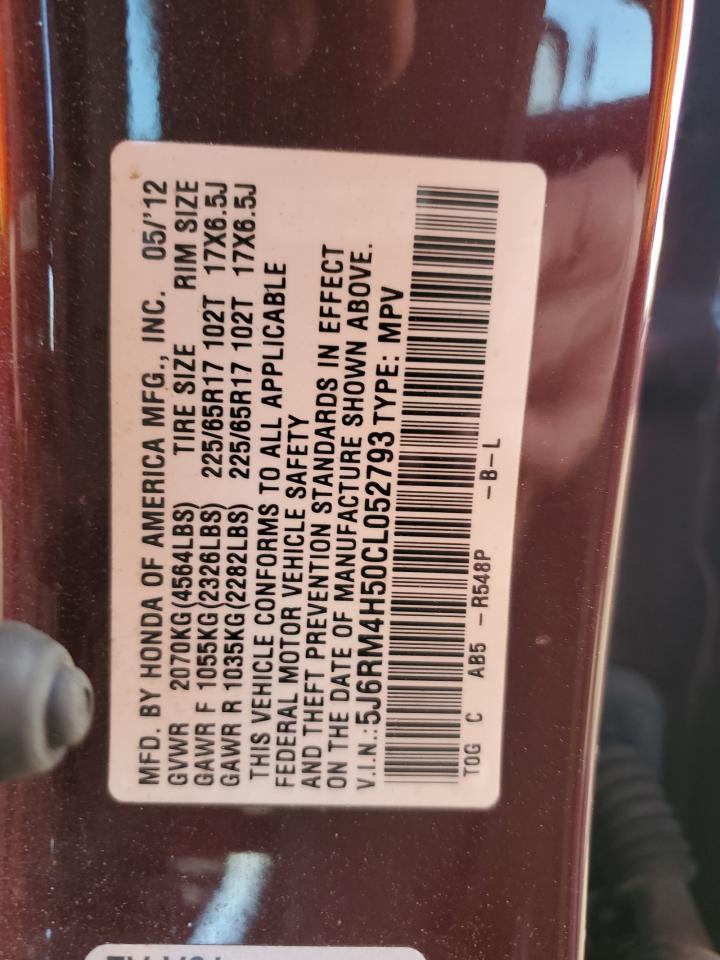 MFD. BY HONDA OF AMERICA MFG., INC. 05/'12
GVWR 2070KG(4564LBS) TIRE SIZE RIM SIZE
GAWR F 1055KG(2326LBS) 225/65R17 102T 17X6.5J
GAWR R 1035KG(2282LBS) 225/65R17 102T 17X6.5J
THIS VEHICLE CONFORMS TO ALL APPLICABLE
FEDERAL MOTOR VEHICLE SAFETY
AND THEFT PREVENTION STANDARDS IN EFFECT
ON THE DATE OF MANUFACTURE SHOWN ABOVE.
V.I.N.:5J6RM4H50CL052793 TYPE: MPV
TOG C AB5 -R548P -B-L